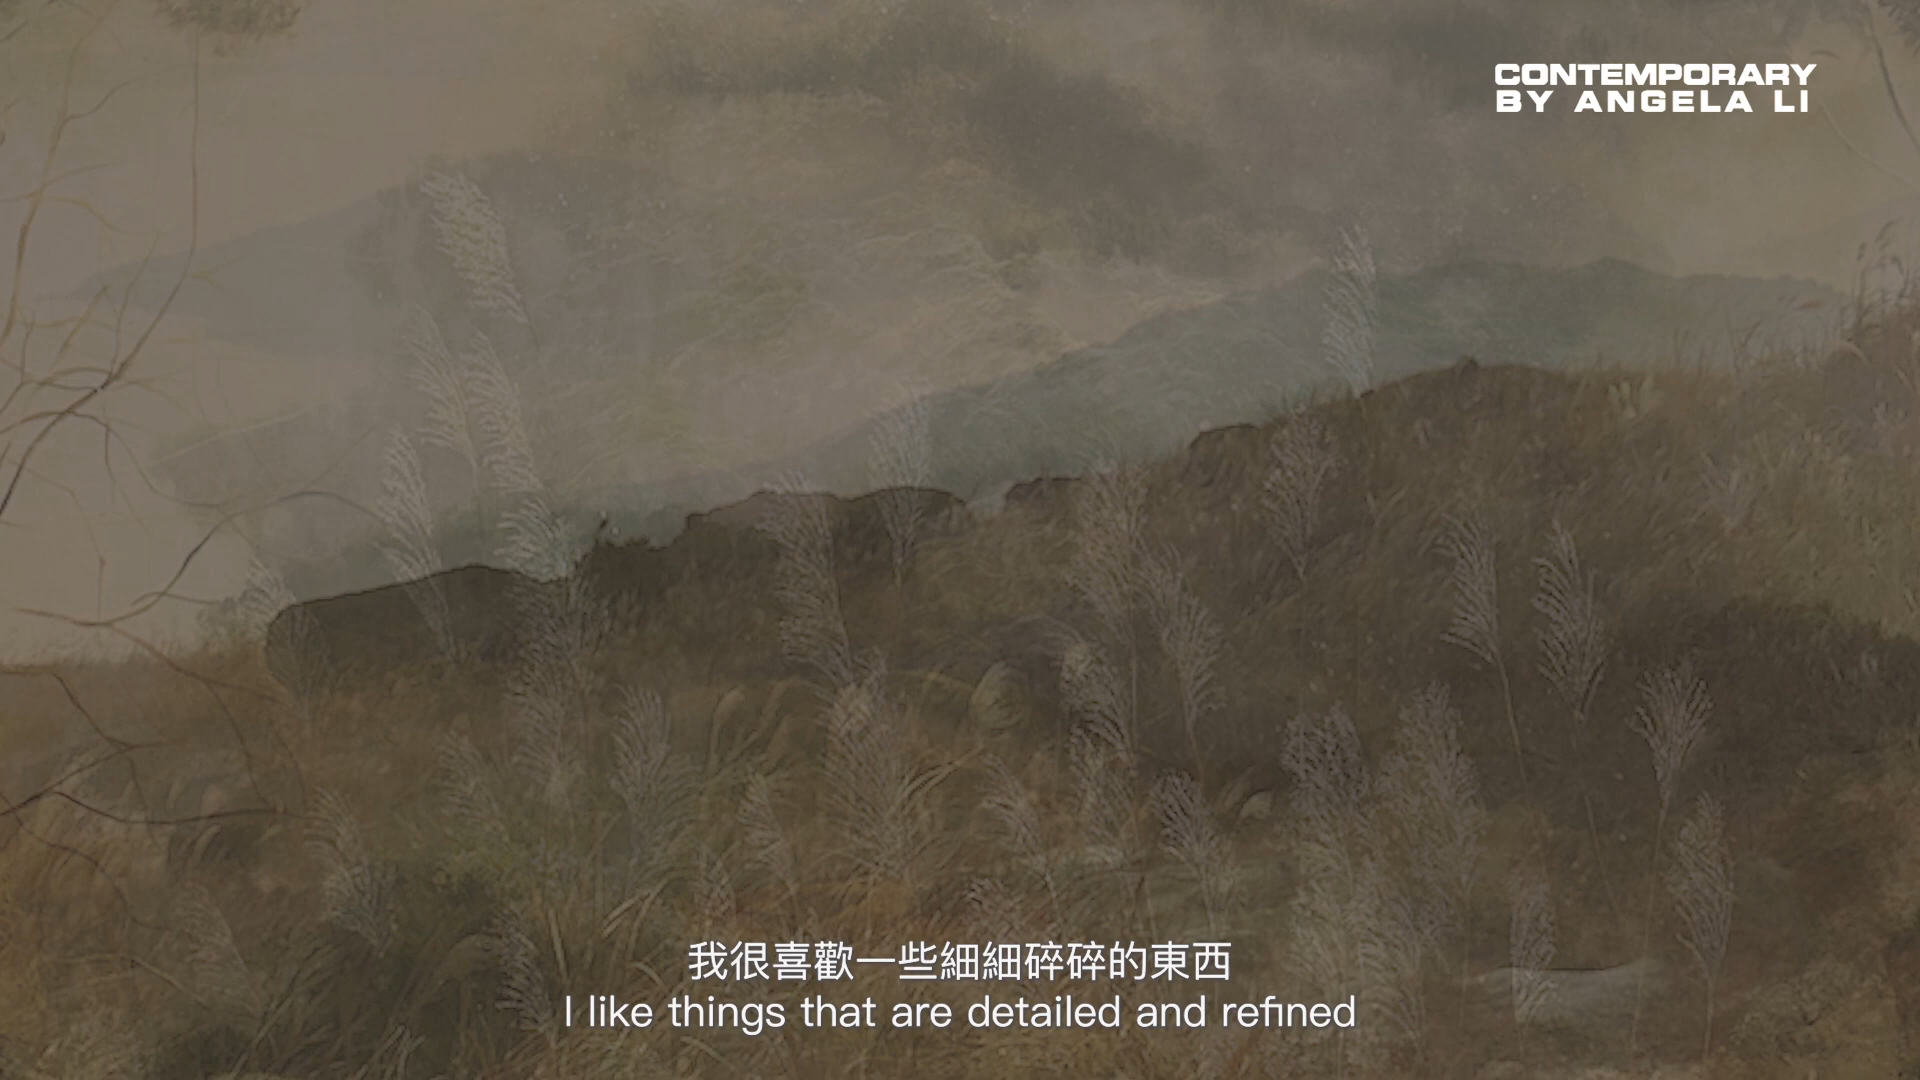 CONTEMPORARY
BY ANGELA LI
我很喜歡一些細細碎碎的東西
I like things that are detailed and refined